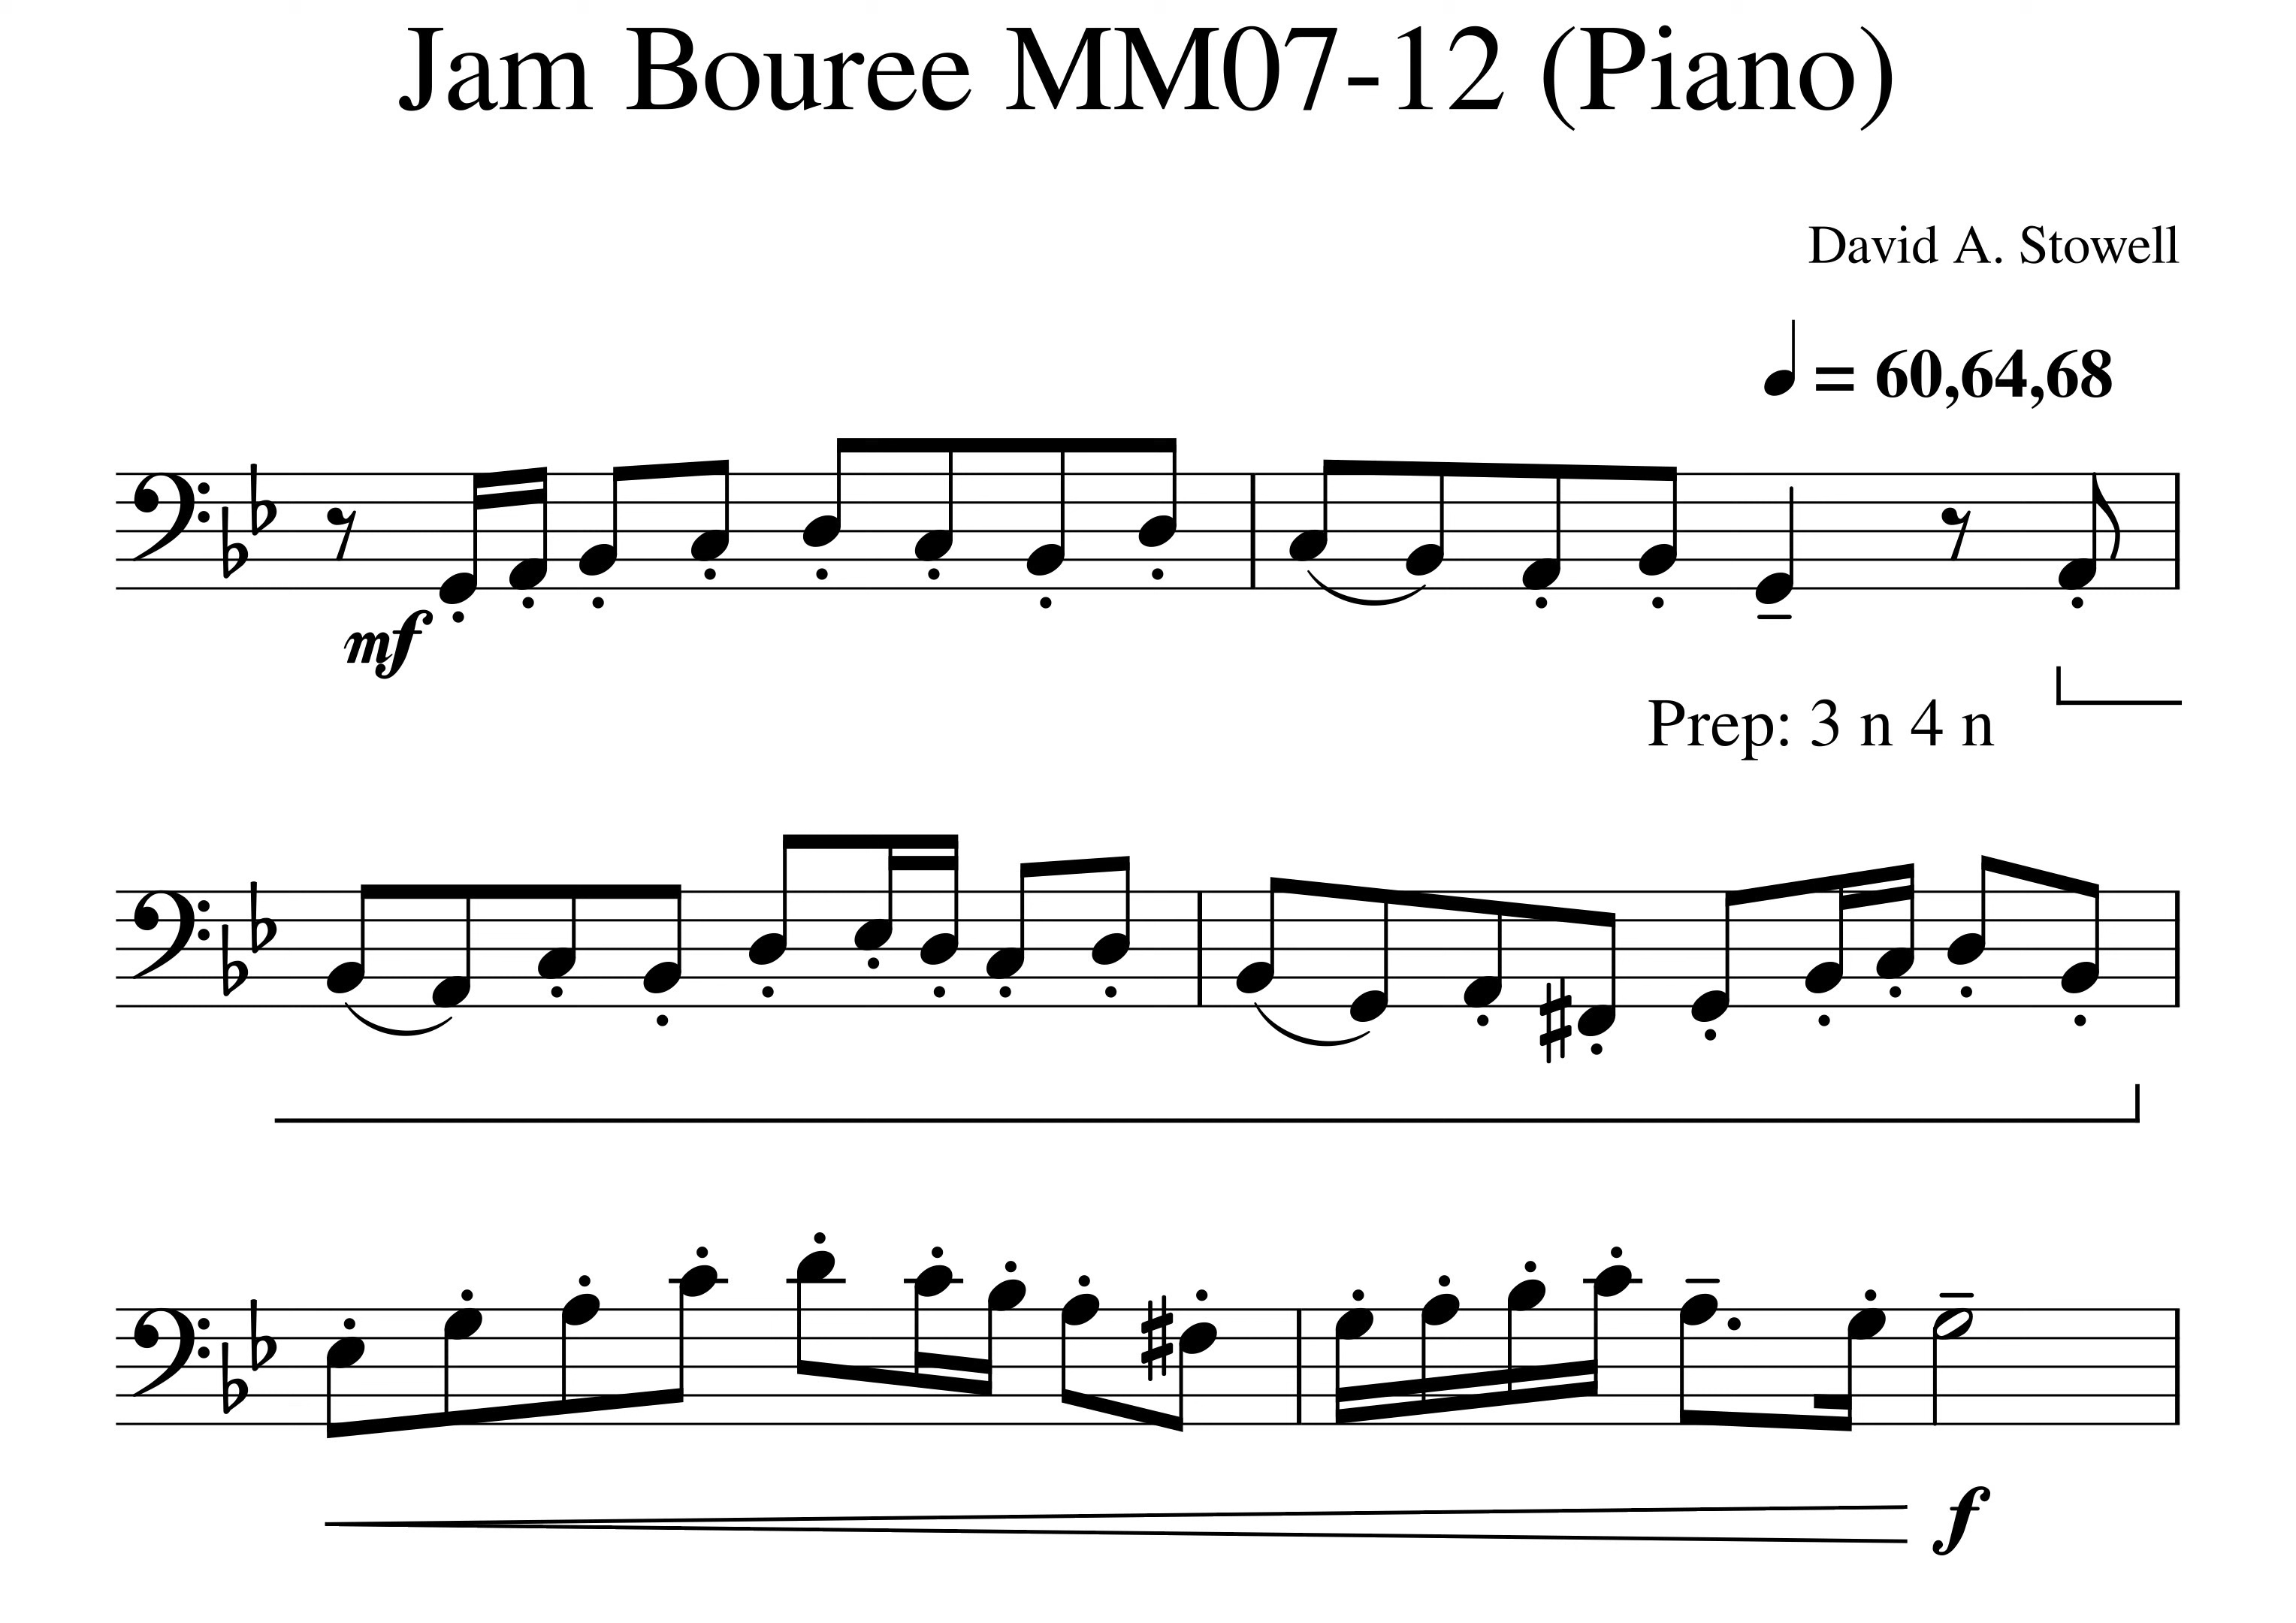 Jam Bouree MM07-12 (Piano)
David A. Stowell
= 60,64,68
mf
Prep: 3 n 4 n
f